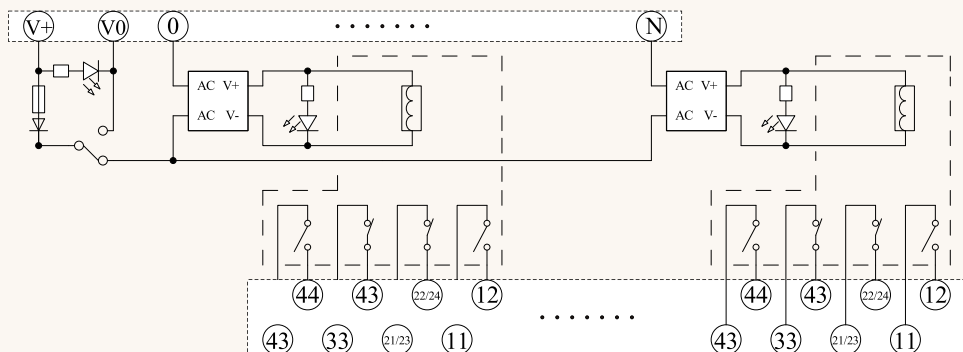 V+ V0 0 N
AC V+ AC V+
AC V- AC V-
44 43 22/24 12 44 43 22/24 12
43 33 21/23 11 43 33 21/23 11